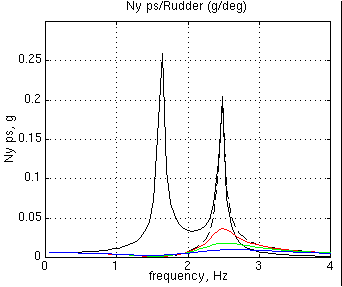 Ny ps/Rudder (g/deg)
0.25
0.2
0.15
0.1
0.05
0
Ny ps, g
0 1 2 3 4
frequency, Hz